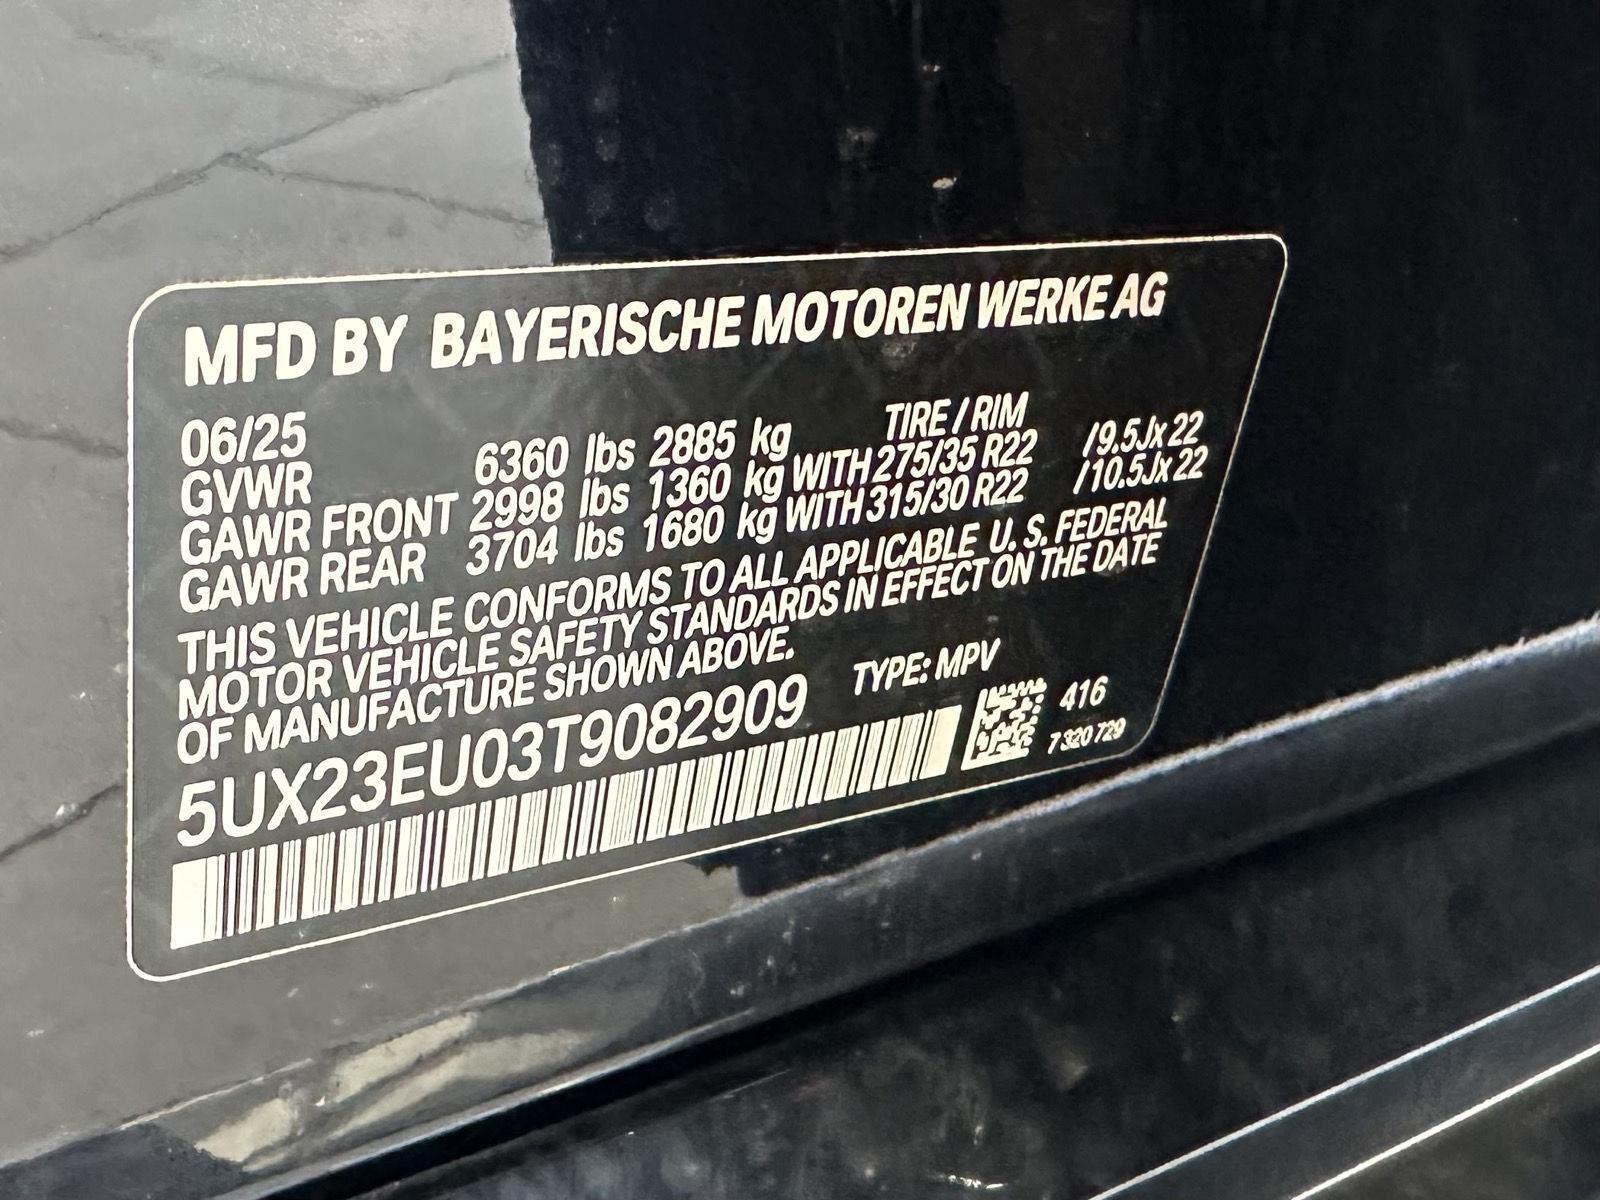 MFD BY BAYERISCHE MOTOREN WERKE AG
06/25 TIRE / RIM
GVWR 6360 lbs 2885 kg
GAWR FRONT 2998 lbs 1360 kg WITH 275/35 R22 /9.5Jx22
GAWR REAR 3704 lbs 1680 kg WITH 315/30 R22 /10.5Jx22
THIS VEHICLE CONFORMS TO ALL APPLICABLE U. S. FEDERAL
MOTOR VEHICLE SAFETY STANDARDS IN EFFECT ON THE DATE
OF MANUFACTURE SHOWN ABOVE.
TYPE: MPV
5UX23EU03T9082909
416
7 320 729